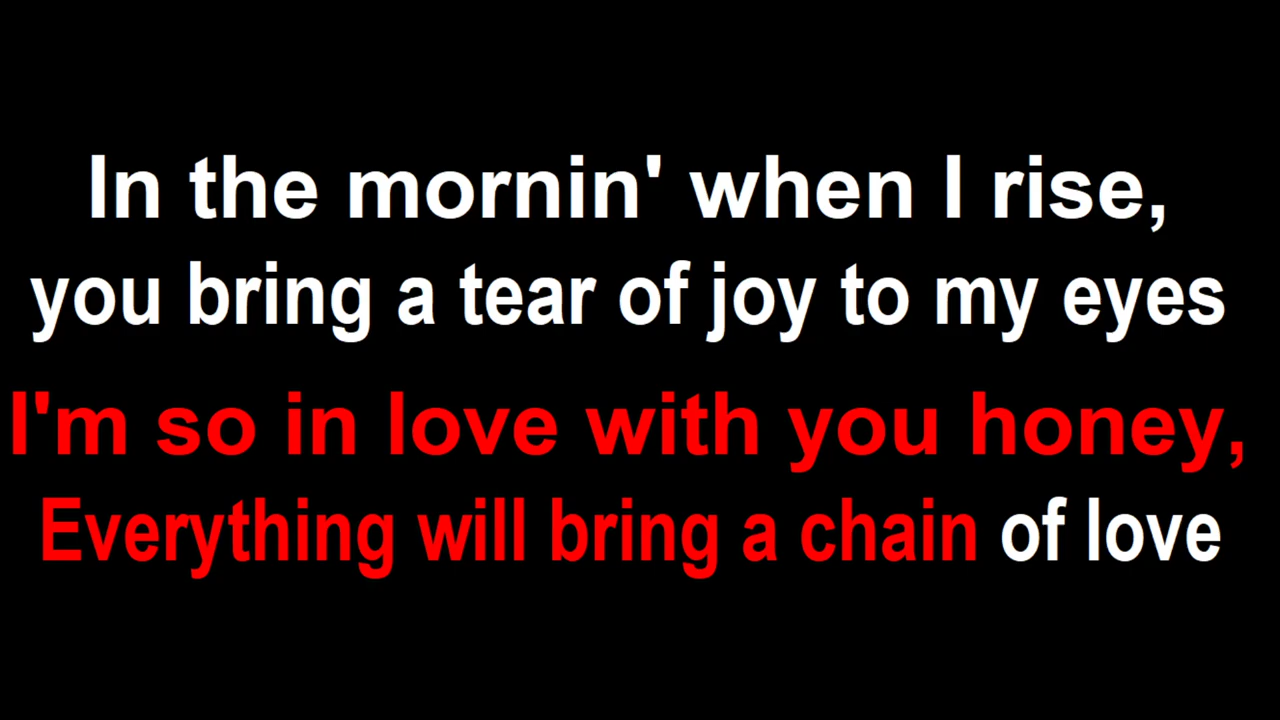 In the mornin' when I rise,
you bring a tear of joy to my eyes
I'm so in love with you honey,
Everything will bring a chain of love